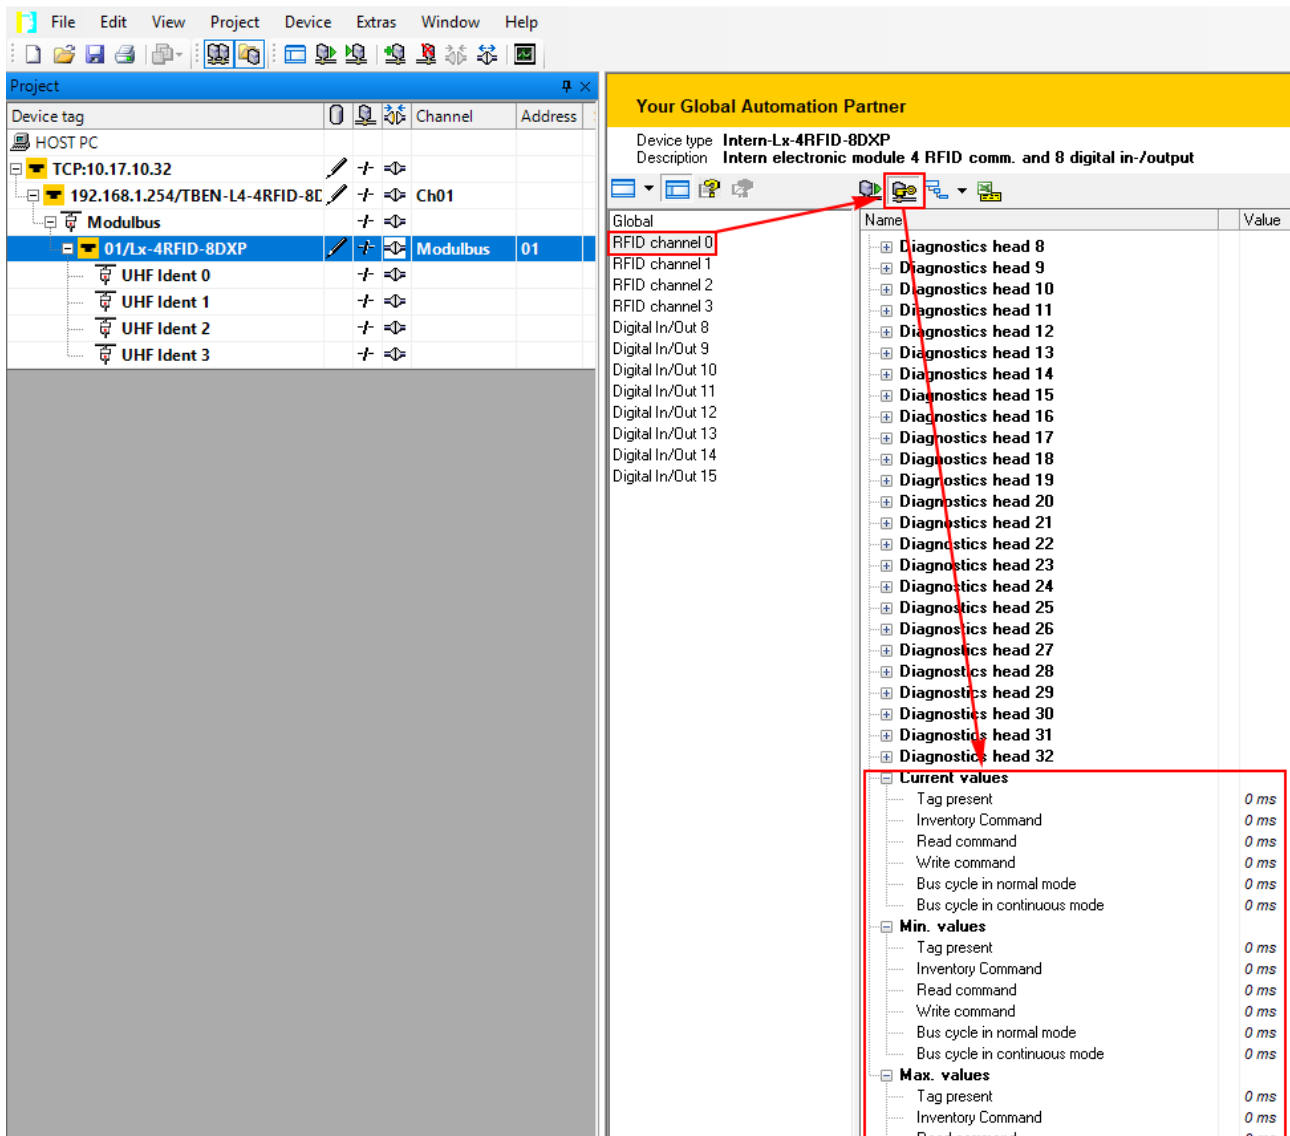 File Edit View Project Device Extras Window Help
Project
Device tag Channel Address
HOST PC
TCP:10.17.10.32
192.168.1.254/TBEN-L4-4RFID-8D Ch01
Modulbus
01/Lx-4RFID-8DXP Modulbus 01
UHF Ident 0
UHF Ident 1
UHF Ident 2
UHF Ident 3
Your Global Automation Partner
Device type Intern-Lx-4RFID-8DXP
Description Intern electronic module 4 RFID comm. and 8 digital in-/output
Global
RFID channel 0
RFID channel 1
RFID channel 2
RFID channel 3
Digital In/Out 8
Digital In/Out 9
Digital In/Out 10
Digital In/Out 11
Digital In/Out 12
Digital In/Out 13
Digital In/Out 14
Digital In/Out 15
Name Value
Diagnostics head 8
Diagnostics head 9
Diagnostics head 10
Diagnostics head 11
Diagnostics head 12
Diagnostics head 13
Diagnostics head 14
Diagnostics head 15
Diagnostics head 16
Diagnostics head 17
Diagnostics head 18
Diagnostics head 19
Diagnostics head 20
Diagnostics head 21
Diagnostics head 22
Diagnostics head 23
Diagnostics head 24
Diagnostics head 25
Diagnostics head 26
Diagnostics head 27
Diagnostics head 28
Diagnostics head 29
Diagnostics head 30
Diagnostics head 31
Diagnostics head 32
Current values
Tag present 0 ms
Inventory Command 0 ms
Read command 0 ms
Write command 0 ms
Bus cycle in normal mode 0 ms
Bus cycle in continuous mode 0 ms
Min. values
Tag present 0 ms
Inventory Command 0 ms
Read command 0 ms
Write command 0 ms
Bus cycle in normal mode 0 ms
Bus cycle in continuous mode 0 ms
Max. values
Tag present 0 ms
Inventory Command 0 ms